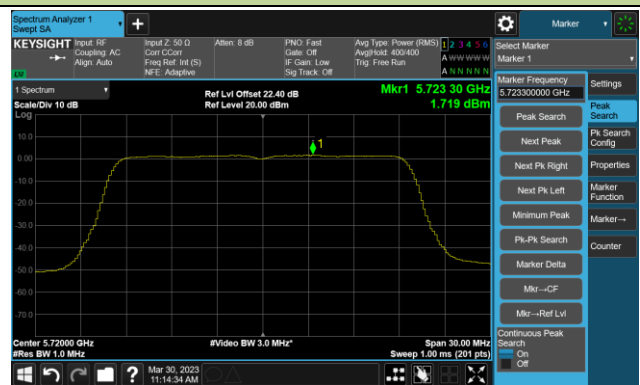 Spectrum Analyzer 1
Swept SA
+
Marker
KEYSIGHT
Input: RF
Coupling: AC
Align: Auto
Input Z: 50 Ω
Corr CCorr
Freq Ref: Int (S)
NFE: Adaptive
Atten: 8 dB
PNO: Fast
Gate: Off
IF Gain: Low
Sig Track: Off
Avg Type: Power (RMS)
Avg|Hold: 400/400
Trig: Free Run
1 2 3 4 5 6
A W W W W W
A N N N N N
Select Marker
Marker 1
1 Spectrum
Scale/Div 10 dB
Log
Ref Lvl Offset 22.40 dB
Ref Level 20.00 dBm
Mkr1 5.723 30 GHz
1.719 dBm
10.0
0.00
-10.0
-20.0
-30.0
-40.0
-50.0
-60.0
-70.0
1
Center 5.72000 GHz
#Res BW 1.0 MHz
#Video BW 3.0 MHz*
Span 30.00 MHz
Sweep 1.00 ms (201 pts)
Marker Frequency
5.723300000 GHz
Peak Search
Next Peak
Next Pk Right
Next Pk Left
Minimum Peak
Pk-Pk Search
Marker Delta
Mkr→CF
Mkr→Ref Lvl
Continuous Peak
Search
On
Off
Settings
Peak
Search
Pk Search
Config
Properties
Marker
Function
Marker→
Counter
?
Mar 30, 2023
11:14:34 AM